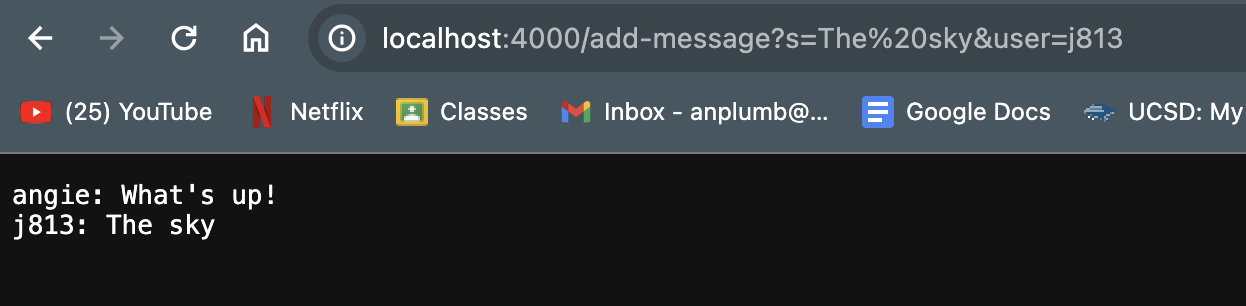 localhost:4000/add-message?s=The%20sky&user=j813
(25) YouTube Netflix Classes Inbox - anplumb@... Google Docs UCSD: My
angie: What's up!
j813: The sky